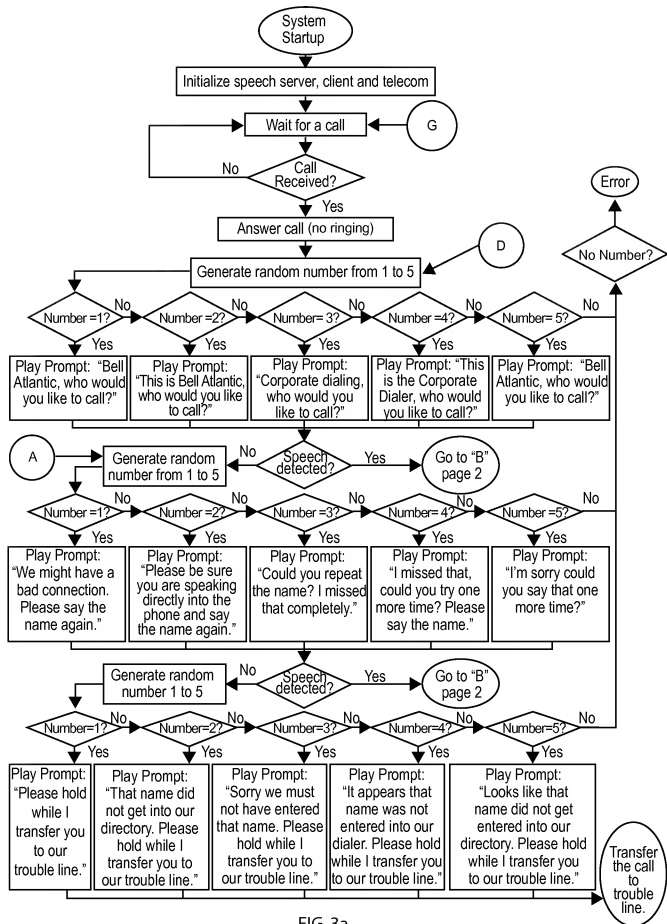 System
Startup
Initialize speech server, client and telecom
Wait for a call
G
No
Call
Received?
Yes
Error
Answer call (no ringing)
D
No Number?
Generate random number from 1 to 5
Number =1?
No
Number =2?
No
Number= 3?
No
Number =4?
No
Number= 5?
No
Yes
Yes
Yes
Yes
Yes
Play Prompt: “Bell
Atlantic, who would
you like to call?”
Play Prompt:
“This is Bell Atlantic,
who would you like
to call?”
Play Prompt:
“Corporate dialing,
who would you
like to call?”
Play Prompt: “This
is the Corporate
Dialer, who would
you like to call?”
Play Prompt: “Bell
Atlantic, who would
you like to call?”
A
Generate random
number from 1 to 5
No
Speech
detected?
Yes
Go to “B”
page 2
Number =1?
No
Number =2?
No
Number =3?
No
Number= 4?
No
Number =5?
No
Yes
Yes
Yes
Yes
Yes
Play Prompt:
“We might have a
bad connection.
Please say the
name again.”
Play Prompt:
“Please be sure
you are speaking
directly into the
phone and say
the name again.”
Play Prompt:
“Could you repeat
the name? I missed
that completely.”
Play Prompt:
“I missed that,
could you try one
more time? Please
say the name.”
Play Prompt:
“I’m sorry could
you say that one
more time?”
Generate random
number 1 to 5
No
Speech
detected?
Yes
Go to “B”
page 2
Number=1?
No
Number=2?
No
Number=3?
No
Number=4?
No
Number=5?
No
Yes
Yes
Yes
Yes
Yes
Play Prompt:
“Please hold
while I
transfer you
to our
trouble line.”
Play Prompt:
“That name did
not get into our
directory. Please
hold while I
transfer you to
our trouble line.”
Play Prompt:
“Sorry we must
not have entered
that name. Please
hold while I
transfer you to
our trouble line.”
Play Prompt:
“It appears that
name was not
entered into our
dialer. Please hold
while I transfer you
to our trouble line.”
Play Prompt:
“Looks like that
name did not get
entered into our
directory. Please hold
while I transfer you
to our trouble line.”
Transfer
the call
to
trouble
line.
FIG. 3a